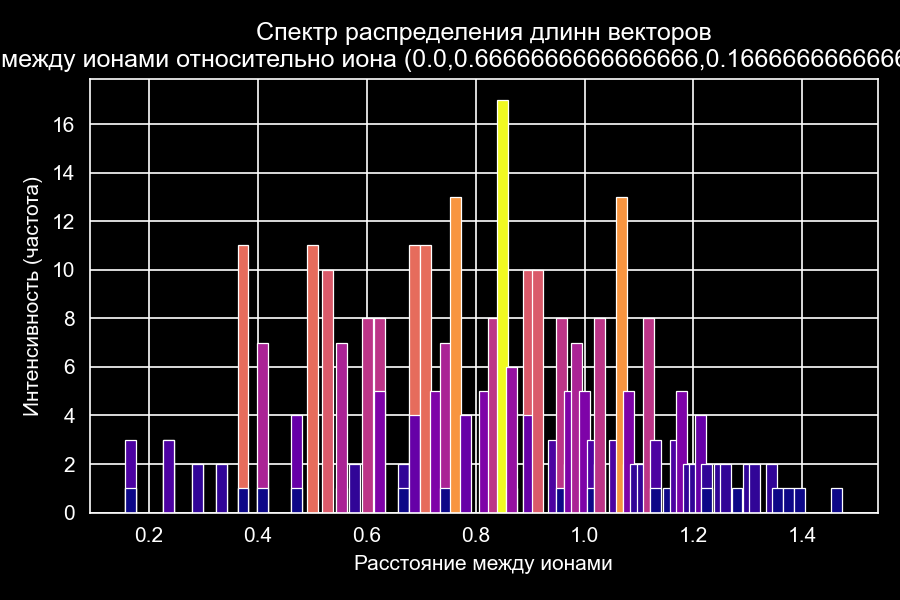 Спектр распределения длинн векторов
между ионами относительно иона (0.0,0.6666666666666666,0.1666666666666
Интенсивность (частота)
16
14
12
10
8
6
4
2
0
0.2 0.4 0.6 0.8 1.0 1.2 1.4
Расстояние между ионами